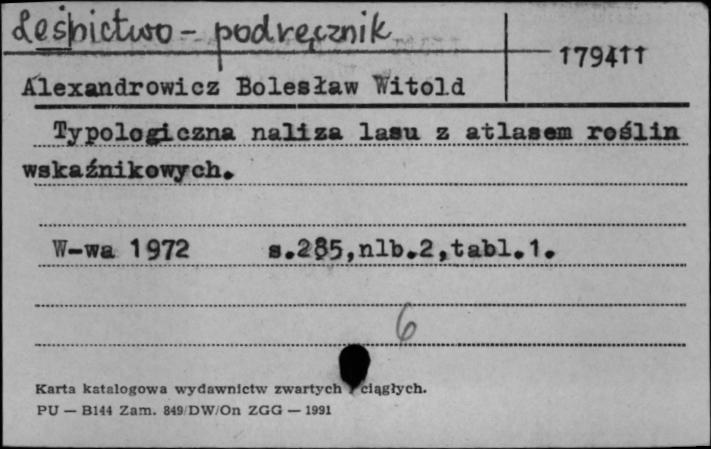 Leśnictwo - podręcznik
179411
Alexandrowicz Bolesław Witold
Typologiczna naliza lasu z atlasem roślin
wskaźnikowych.
W-wa 1972 s.285,nlb.2,tabl.1.
6
Karta katalogowa wydawnictw zwartych i ciągłych.
PU — B144 Zam. 849/DW/On ZGG — 1991